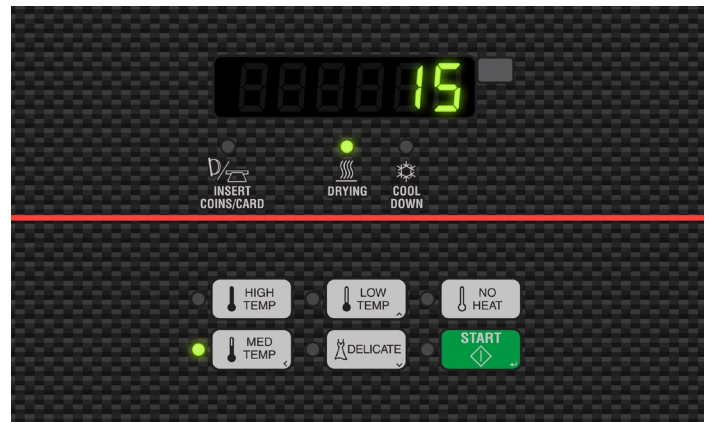 15
INSERT
COINS/CARD
DRYING
COOL
DOWN
HIGH
TEMP
LOW
TEMP
NO
HEAT
MED
TEMP
DELICATE
START